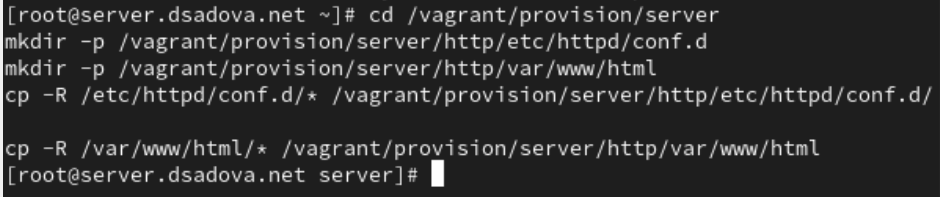 [root@server.dsadova.net ~]# cd /vagrant/provision/server
mkdir -p /vagrant/provision/server/http/etc/httpd/conf.d
mkdir -p /vagrant/provision/server/http/var/www/html
cp -R /etc/httpd/conf.d/* /vagrant/provision/server/http/etc/httpd/conf.d/
cp -R /var/www/html/* /vagrant/provision/server/http/var/www/html
[root@server.dsadova.net server]#